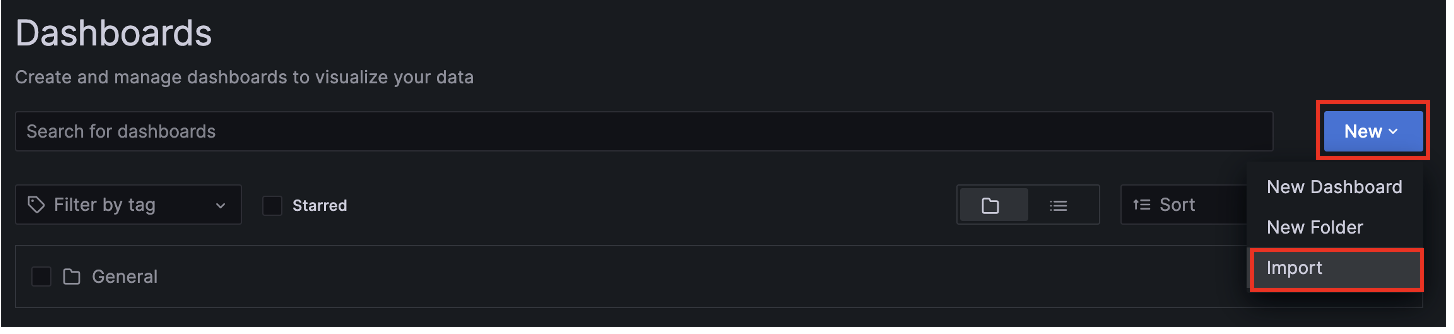 Dashboards
Create and manage dashboards to visualize your data
Search for dashboards
New
Filter by tag
Starred
Sort
New Dashboard
New Folder
Import
General